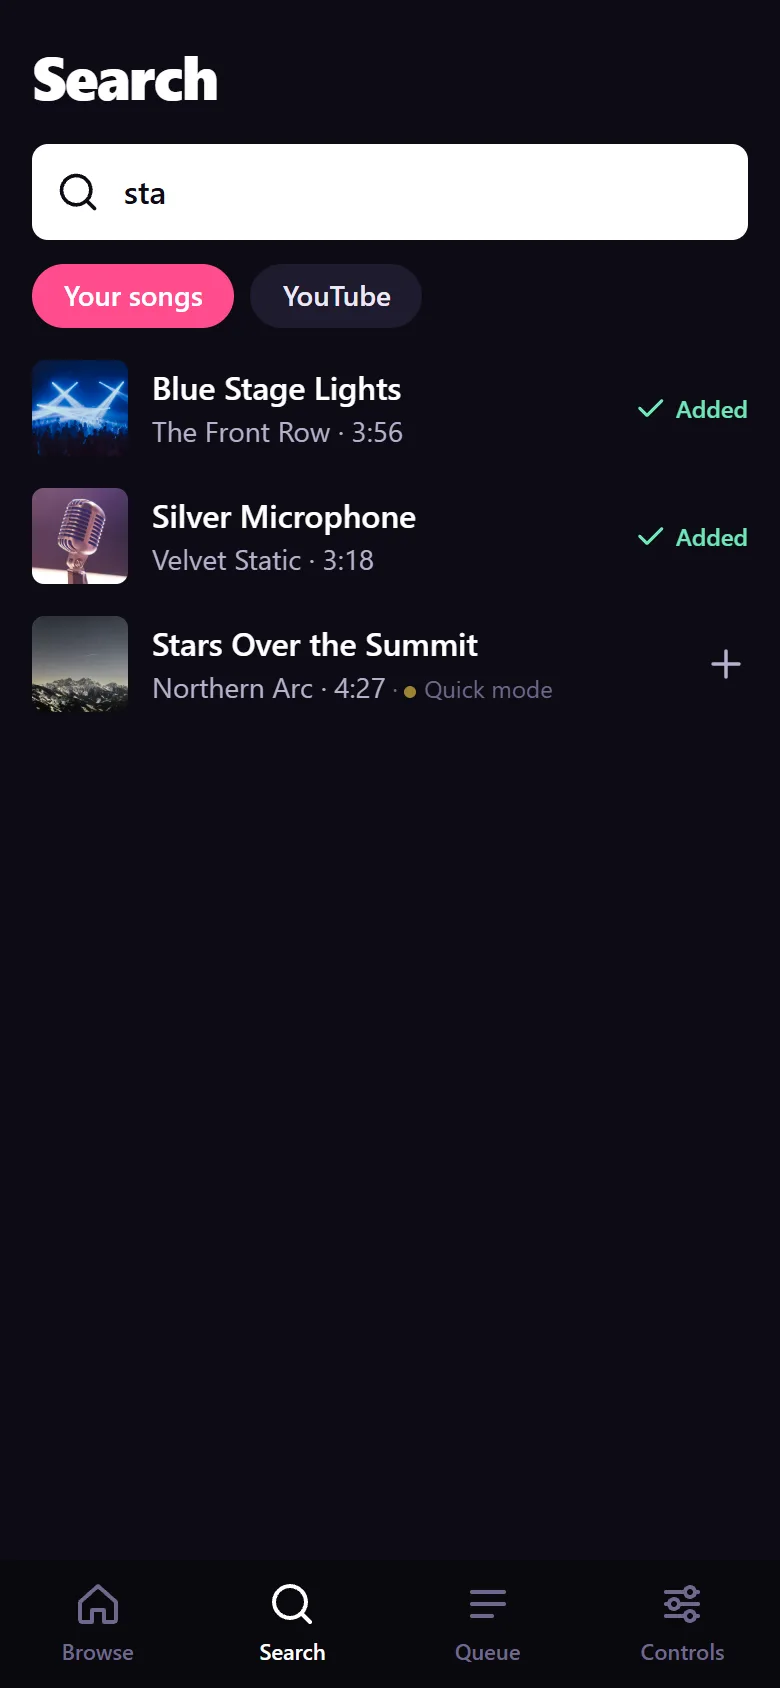 Search
sta
Your songs
YouTube
Blue Stage Lights
The Front Row · 3:56
Added
Silver Microphone
Velvet Static · 3:18
Added
Stars Over the Summit
Northern Arc · 4:27 · Quick mode
Browse
Search
Queue
Controls